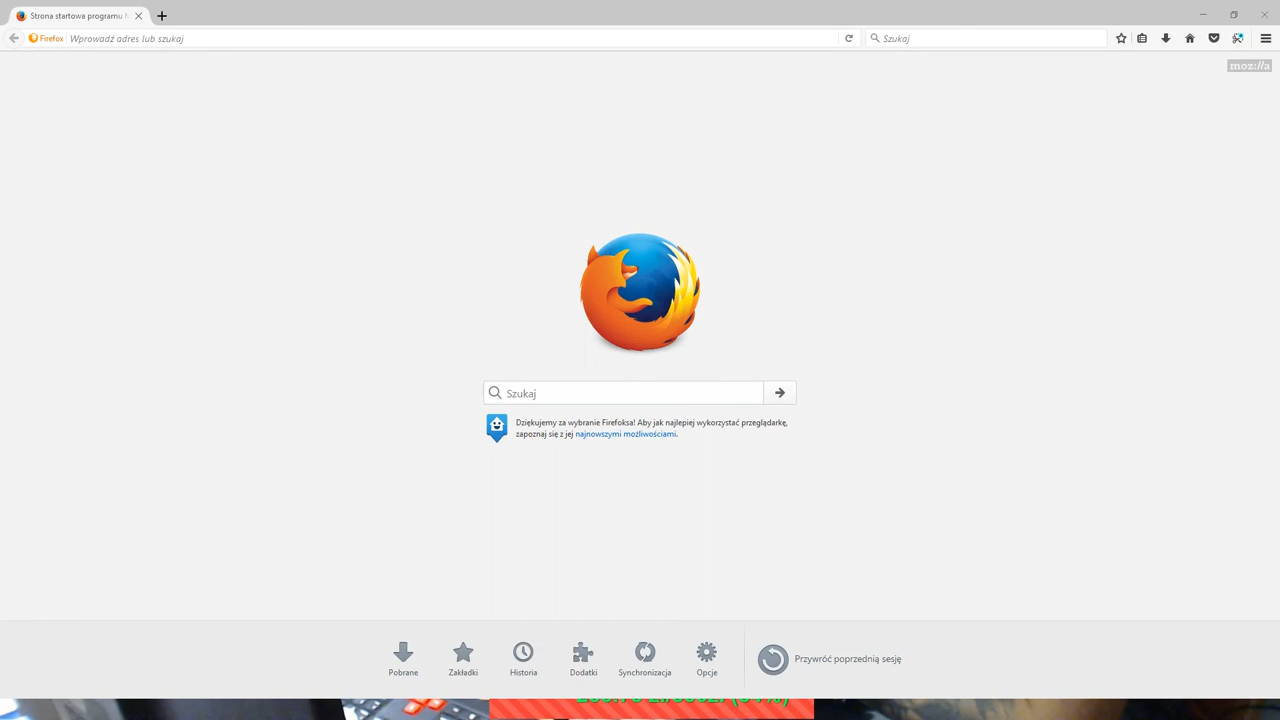 Strona startowa programu
Firefox
Wprowadź adres lub szukaj
Szukaj
moz://a
Szukaj
Dziękujemy za wybranie Firefoksa! Aby jak najlepiej wykorzystać przeglądarkę,
zapoznaj się z jej najnowszymi możliwościami.
Pobrane
Zakładki
Historia
Dodatki
Synchronizacja
Opcje
Przywróć poprzednią sesję